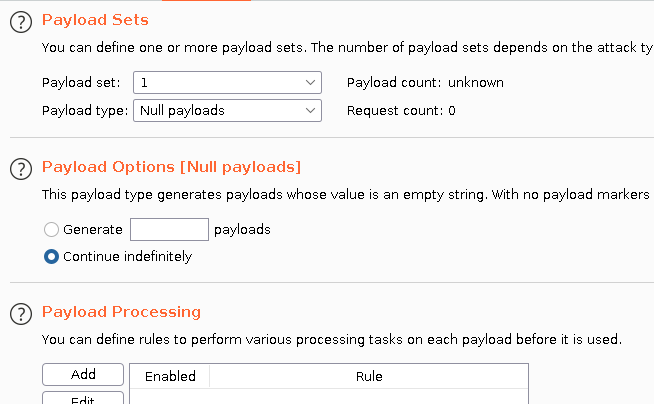 ? Payload Sets
You can define one or more payload sets. The number of payload sets depends on the attack ty
Payload set: 1 Payload count: unknown
Payload type: Null payloads Request count: 0
? Payload Options [Null payloads]
This payload type generates payloads whose value is an empty string. With no payload markers
Generate payloads
Continue indefinitely
? Payload Processing
You can define rules to perform various processing tasks on each payload before it is used.
Add Enabled Rule
Edit